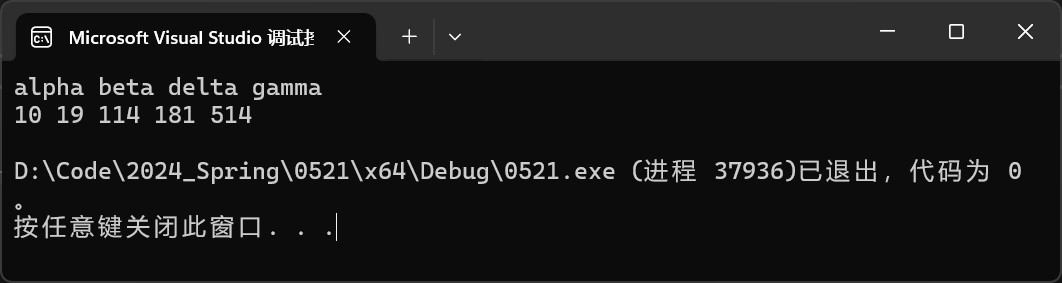 Microsoft Visual Studio 调试
alpha beta delta gamma
10 19 114 181 514
D:\Code\2024_Spring\0521\x64\Debug\0521.exe (进程 37936)已退出，代码为 0
。
按任意键关闭此窗口. . .